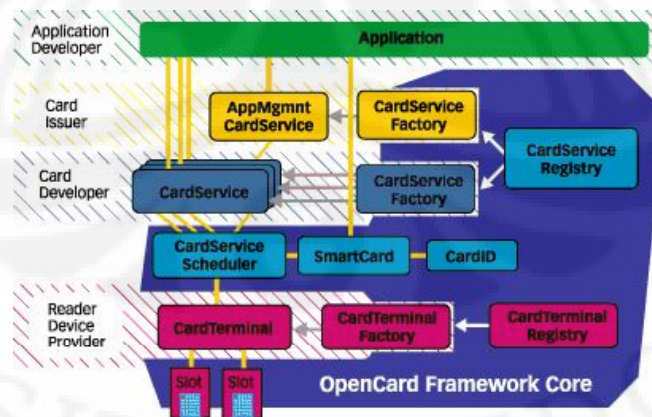 Application
Developer
Application
Card
Issuer
AppMgmnt
CardService
CardService
Factory
CardService
Registry
Card
Developer
CardService
CardService
Factory
CardService
Scheduler
SmartCard
CardID
Reader
Device
Provider
CardTerminal
CardTerminal
Factory
CardTerminal
Registry
Slot
Slot
OpenCard Framework Core